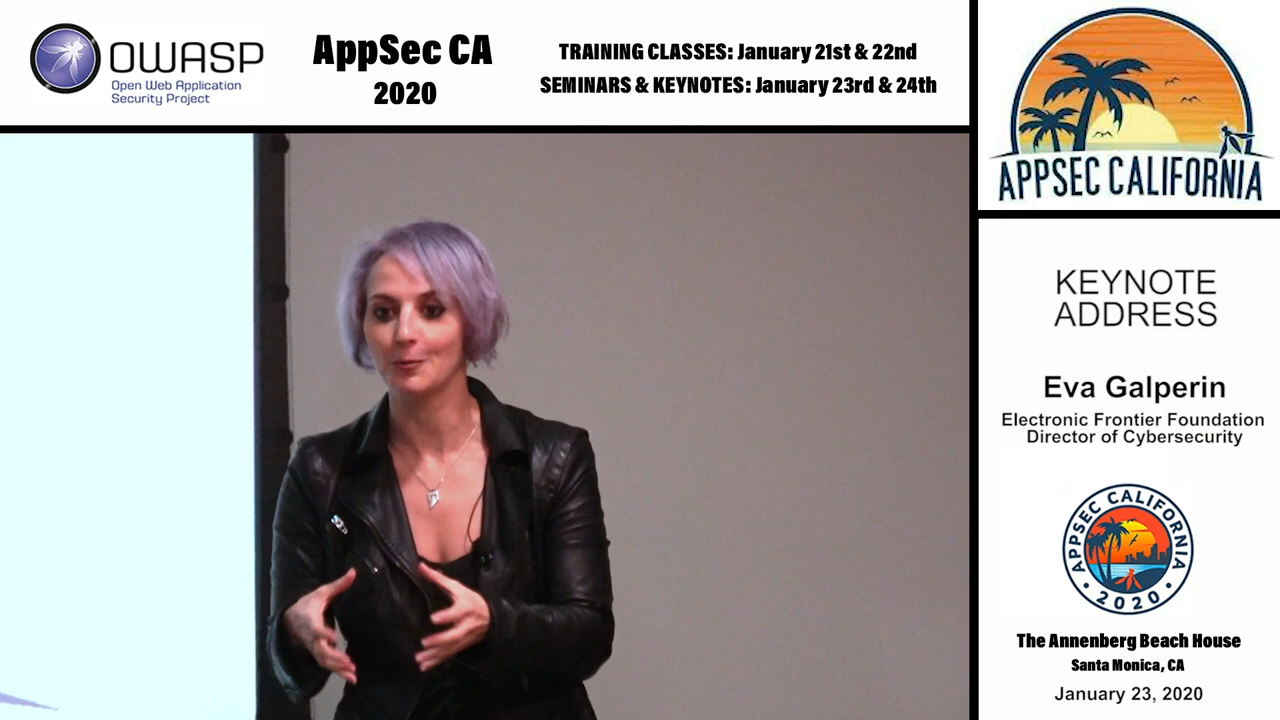 OWASP
Open Web Application
Security Project
AppSec CA
2020
TRAINING CLASSES: January 21st & 22nd
SEMINARS & KEYNOTES: January 23rd & 24th
APPSEC CALIFORNIA
KEYNOTE
ADDRESS
Eva Galperin
Electronic Frontier Foundation
Director of Cybersecurity
APPSEC CALIFORNIA
• 2020 •
The Annenberg Beach House
Santa Monica, CA
January 23, 2020